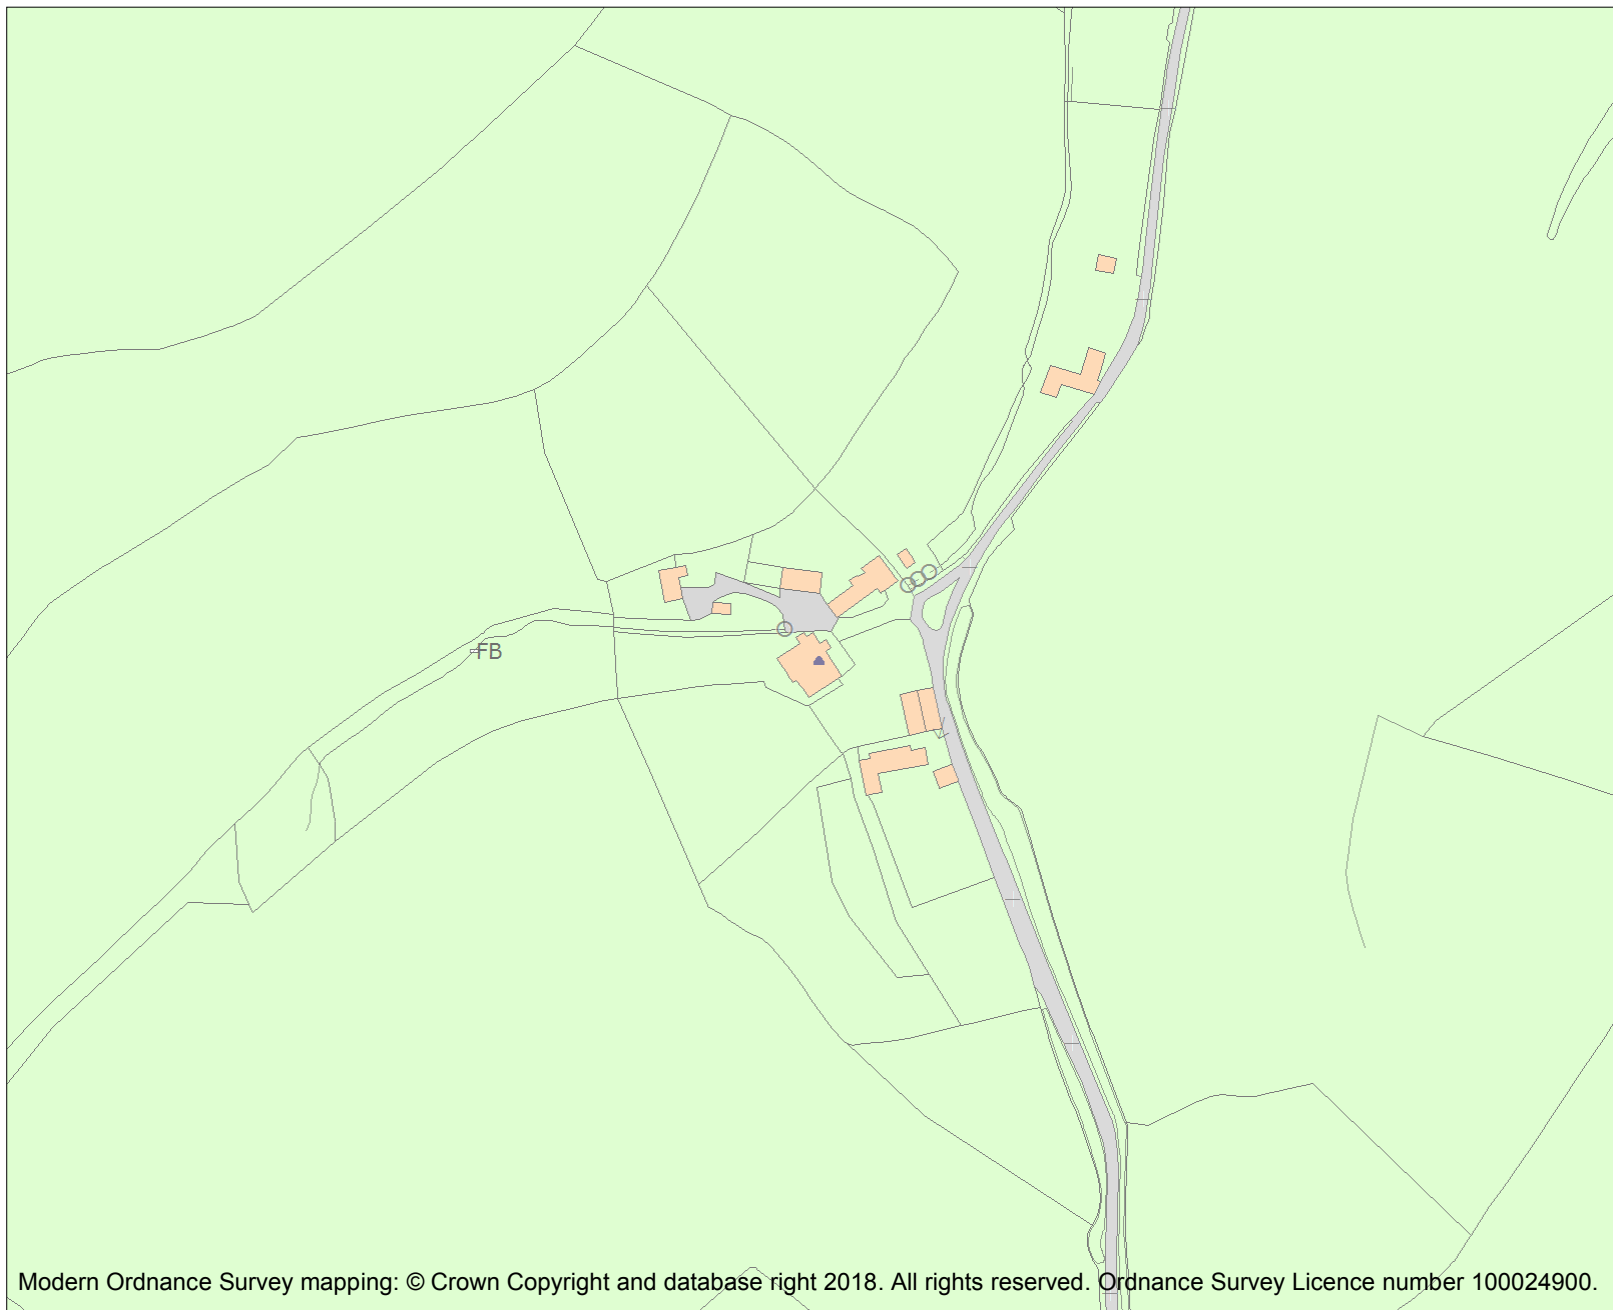 FB
Modern Ordnance Survey mapping: © Crown Copyright and database right 2018. All rights reserved. Ordnance Survey Licence number 100024900.